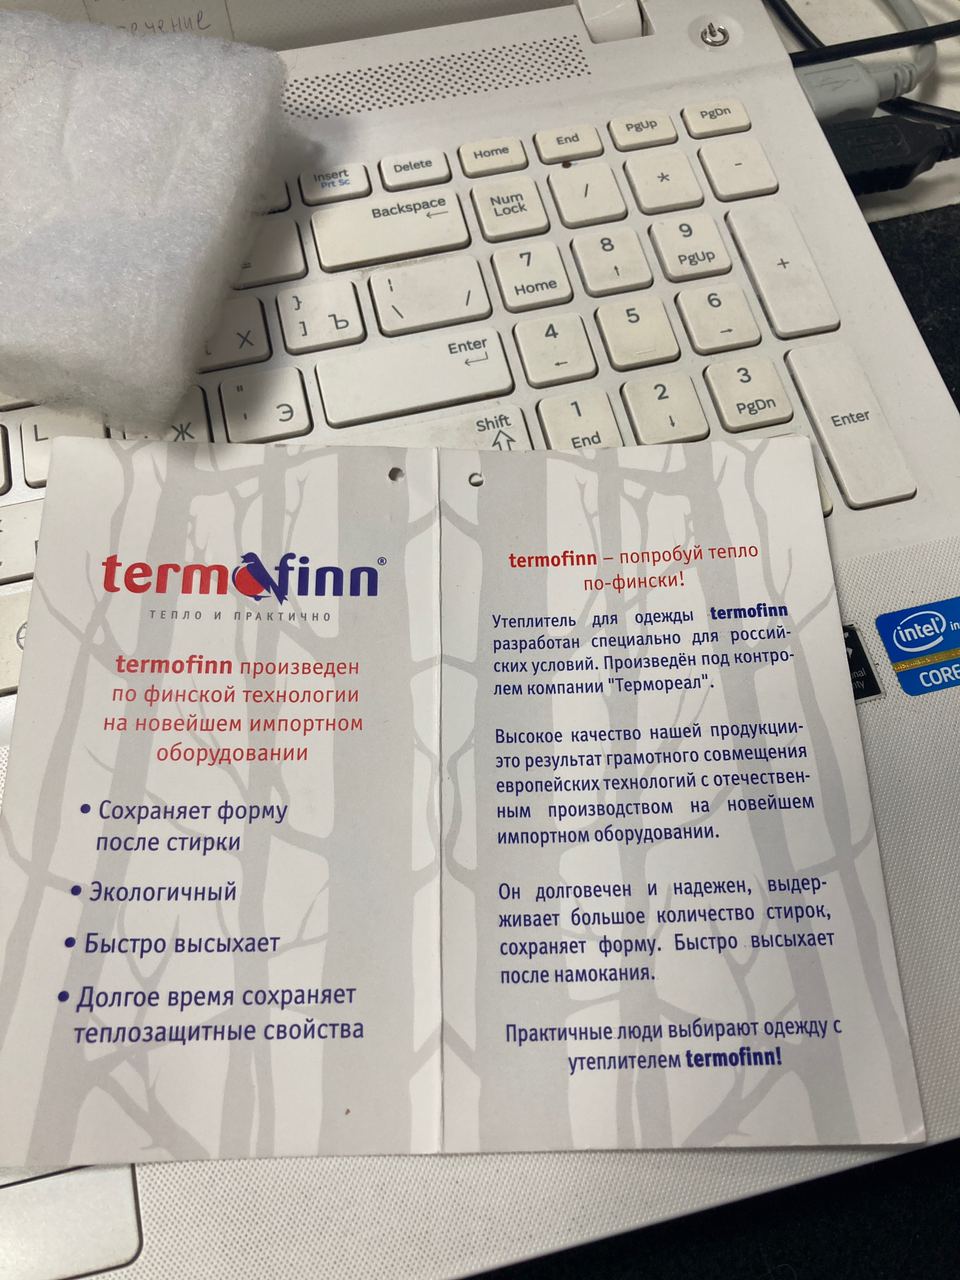 течение
Insert
Prt Sc
Delete
Home
End
PgUp
PgDn
Backspace
Num
Lock
/
*
-
=
7
Home
8
9
PgUp
+
Х
}
]
Ъ
¦
\
/
Enter
4
5
6
L
Ж
"
'
Э
Shift
1
End
2
3
PgDn
Enter
termofinn®
ТЕПЛО И ПРАКТИЧНО
termofinn произведен
по финской технологии
на новейшем импортном
оборудовании
• Сохраняет форму
после стирки
• Экологичный
• Быстро высыхает
• Долгое время сохраняет
теплозащитные свойства
termofinn – попробуй тепло
по-фински!
Утеплитель для одежды termofinn
разработан специально для россий-
ских условий. Произведён под контро-
лем компании "Термореал".
Высокое качество нашей продукции-
это результат грамотного совмещения
европейских технологий с отечествен-
ным производством на новейшем
импортном оборудовании.
Он долговечен и надежен, выдер-
живает большое количество стирок,
сохраняет форму. Быстро высыхает
после намокания.
Практичные люди выбирают одежду с
утеплителем termofinn!
intel
CORE